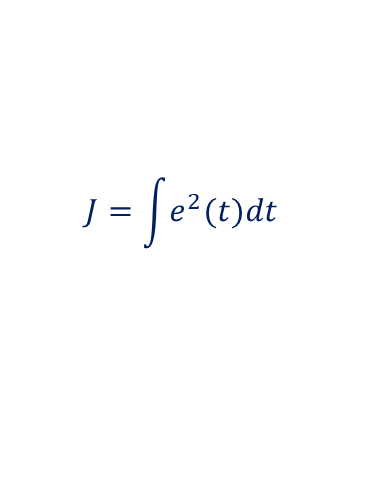 J = ∫ e²(t)dt